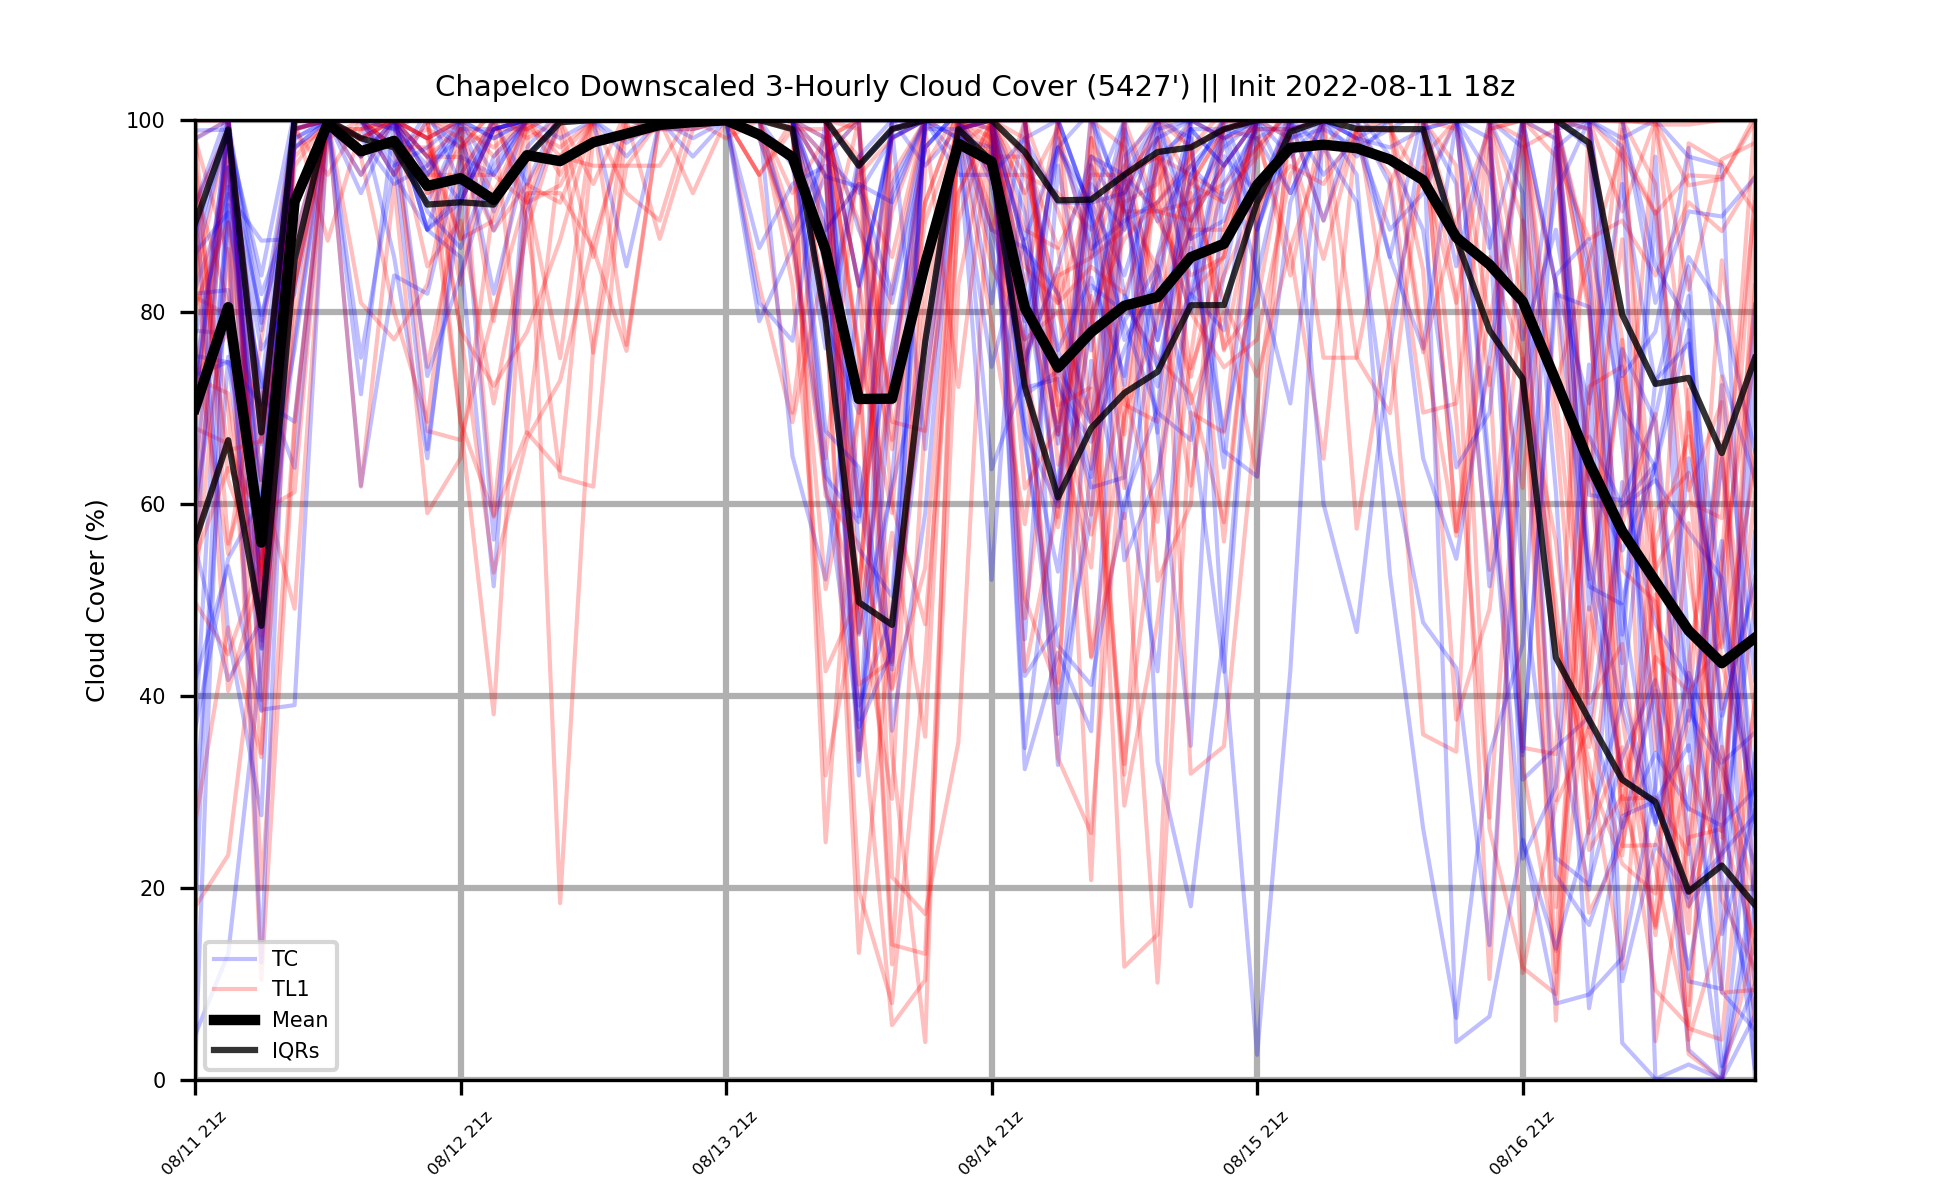 Chapelco Downscaled 3-Hourly Cloud Cover (5427') || Init 2022-08-11 18z
Cloud Cover (%)
100
80
60
40
20
0
TC
TL1
Mean
IQRs
08/11 21z
08/12 21z
08/13 21z
08/14 21z
08/15 21z
08/16 21z